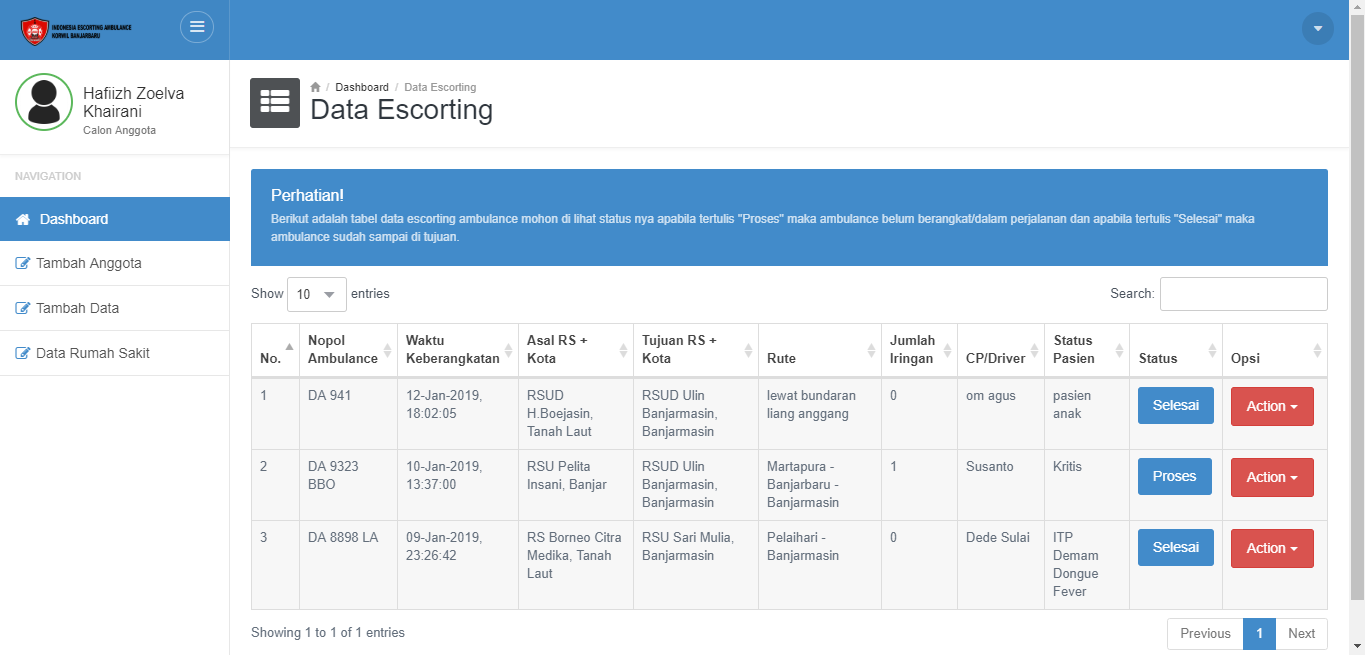 INDONESIA ESCORTING AMBULANCE
KORWIL BANJARBARU
Hafiizh Zoelva
Khairani
Calon Anggota
NAVIGATION
Dashboard
Tambah Anggota
Tambah Data
Data Rumah Sakit
/ Dashboard / Data Escorting
Data Escorting
Perhatian!
Berikut adalah tabel data escorting ambulance mohon di lihat status nya apabila tertulis "Proses" maka ambulance belum berangkat/dalam perjalanan dan apabila tertulis "Selesai" maka
ambulance sudah sampai di tujuan.
Show 10 entries
Search:
No.
Nopol
Ambulance
Waktu
Keberangkatan
Asal RS +
Kota
Tujuan RS +
Kota
Rute
Jumlah
Iringan
CP/Driver
Status
Pasien
Status
Opsi
1
DA 941
12-Jan-2019,
18:02:05
RSUD
H.Boejasin,
Tanah Laut
RSUD Ulin
Banjarmasin,
Banjarmasin
lewat bundaran
liang anggang
0
om agus
pasien
anak
Selesai
Action
2
DA 9323
BBO
10-Jan-2019,
13:37:00
RSU Pelita
Insani, Banjar
RSUD Ulin
Banjarmasin,
Banjarmasin
Martapura -
Banjarbaru -
Banjarmasin
1
Susanto
Kritis
Proses
Action
3
DA 8898 LA
09-Jan-2019,
23:26:42
RS Borneo Citra
Medika, Tanah
Laut
RSU Sari Mulia,
Banjarmasin
Pelaihari -
Banjarmasin
0
Dede Sulai
ITP
Demam
Dongue
Fever
Selesai
Action
Showing 1 to 1 of 1 entries
Previous 1 Next